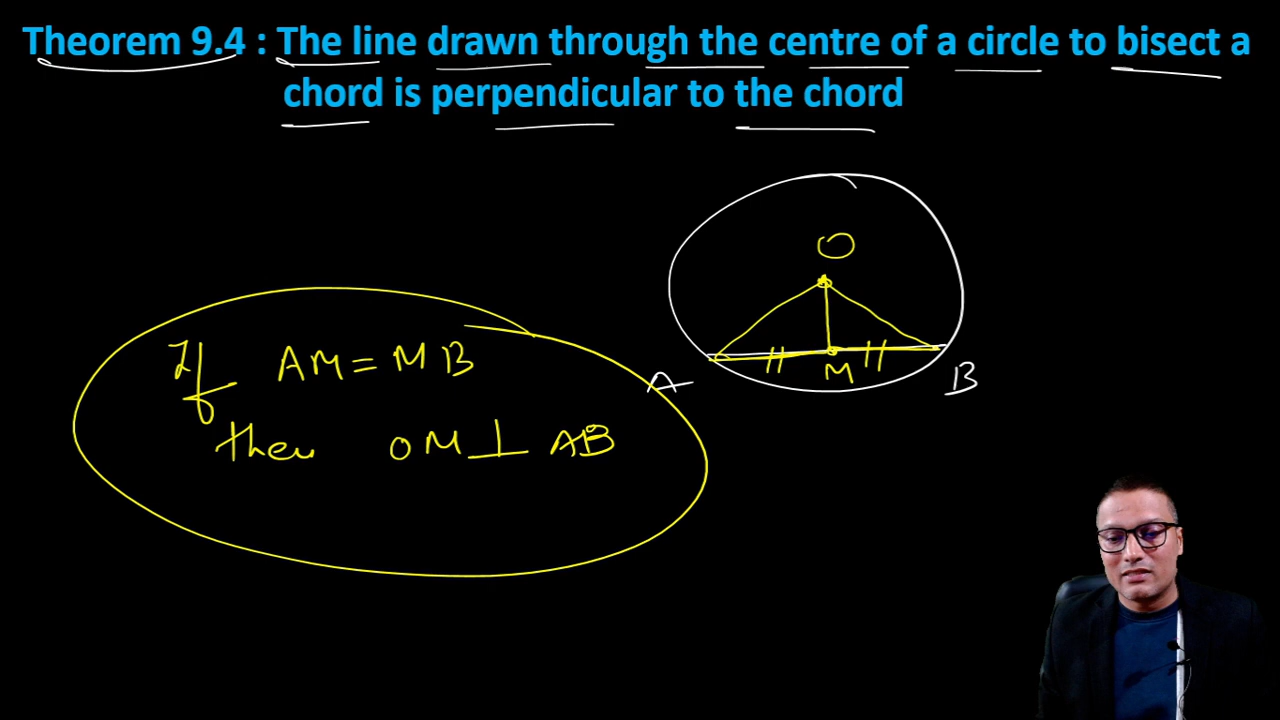 Theorem 9.4 : The line drawn through the centre of a circle to bisect a
chord is perpendicular to the chord
O
If AM = MB
A
M
B
then OM ⊥ AB